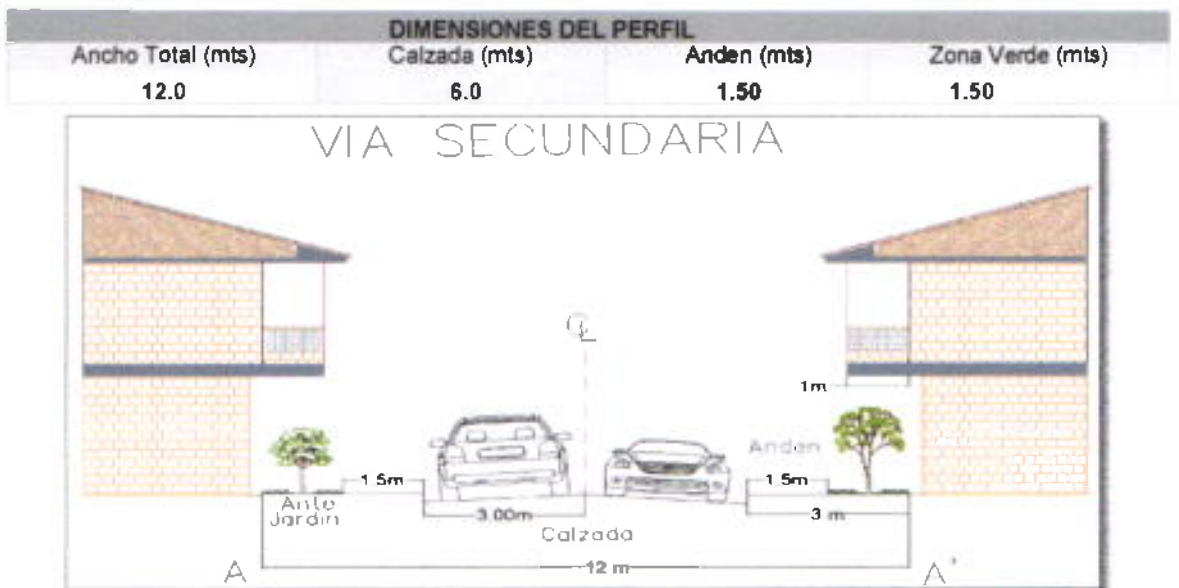 DIMENSIONES DEL PERFIL
Ancho Total (mts) Calzada (mts) Anden (mts) Zona Verde (mts)
12.0 6.0 1.50 1.50
VIA SECUNDARIA
1m
Anden
1.5m 1.5m
Ante
Jardin
3.00m 3 m
Calzada
12 m
A A'